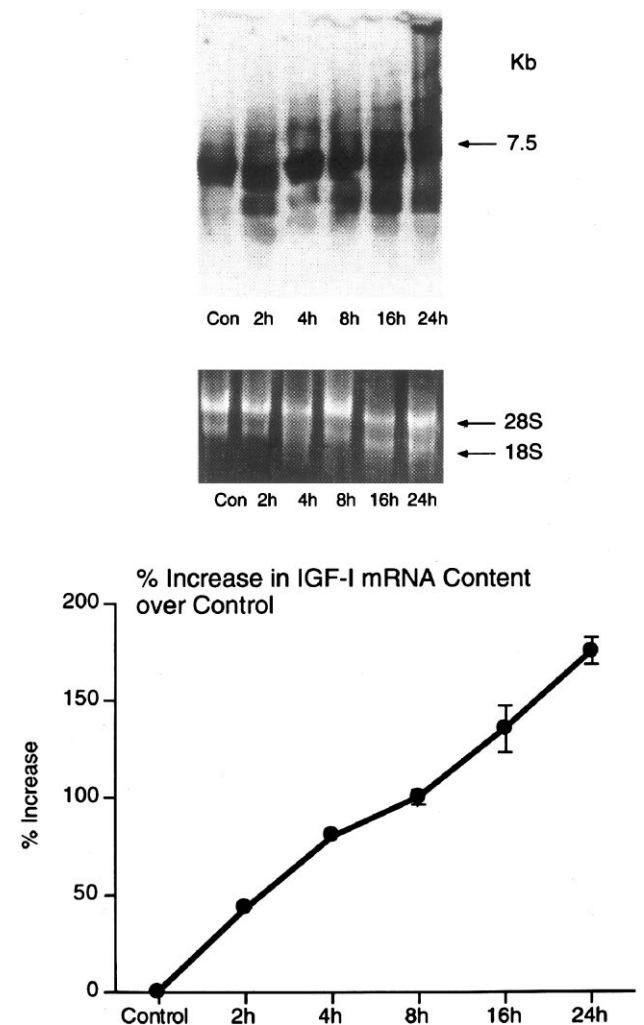 Kb
7.5
Con 2h 4h 8h 16h 24h
28S
18S
Con 2h 4h 8h 16h 24h
% Increase in IGF-I mRNA Content
over Control
200
150
100
50
0
% Increase
Control 2h 4h 8h 16h 24h